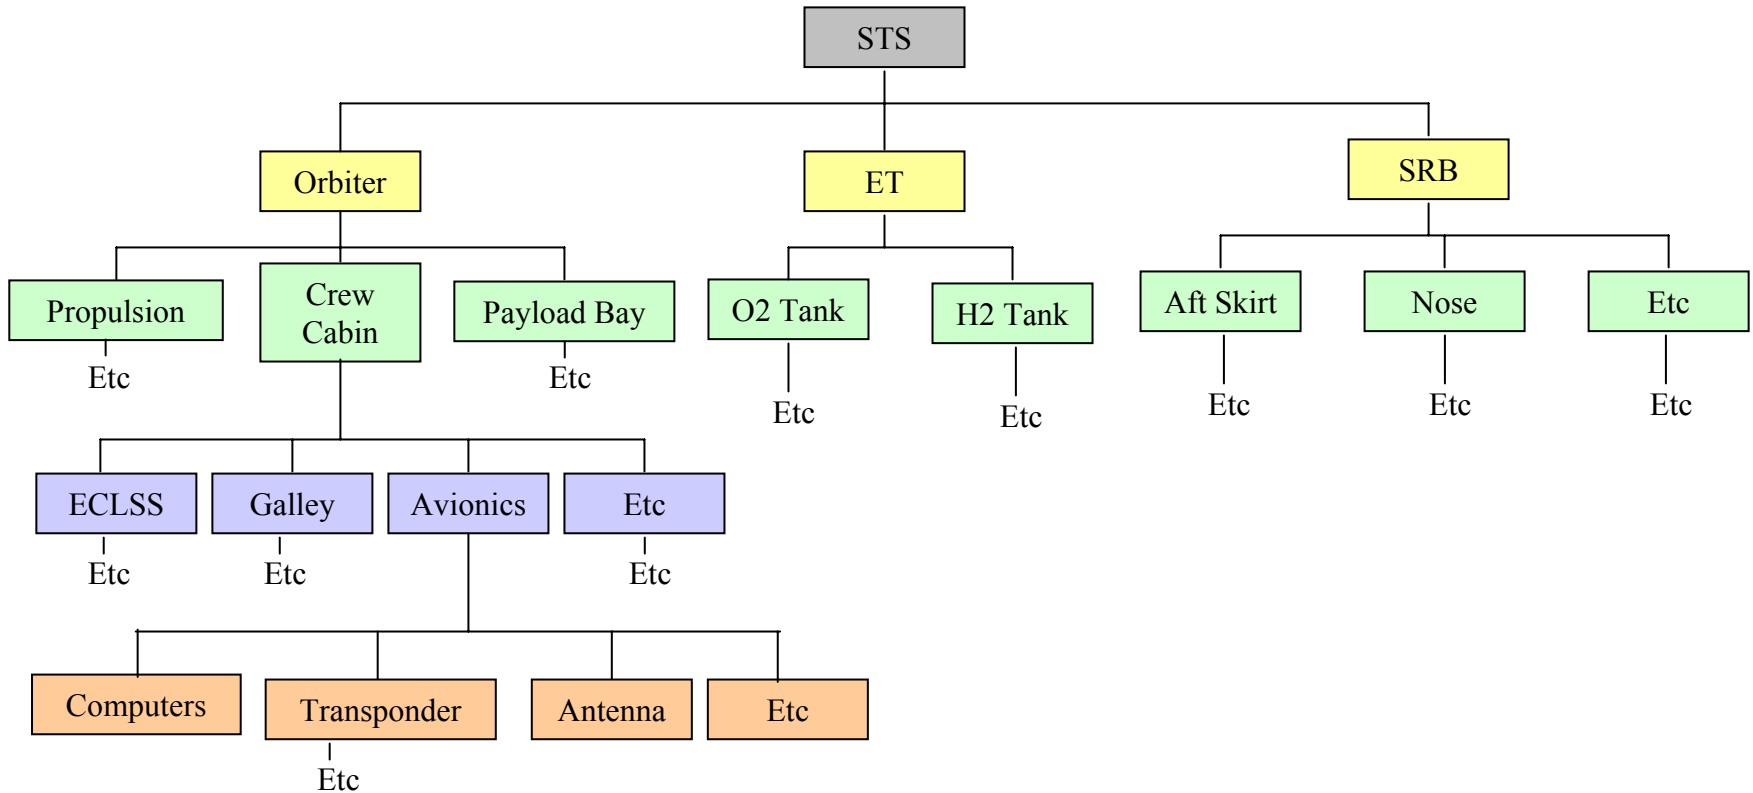 STS
Orbiter
ET
SRB
Propulsion
Crew
Cabin
Payload Bay
O2 Tank
H2 Tank
Aft Skirt
Nose
Etc
Etc
Etc
Etc
Etc
Etc
Etc
Etc
ECLSS
Galley
Avionics
Etc
Etc
Etc
Etc
Computers
Transponder
Antenna
Etc
Etc